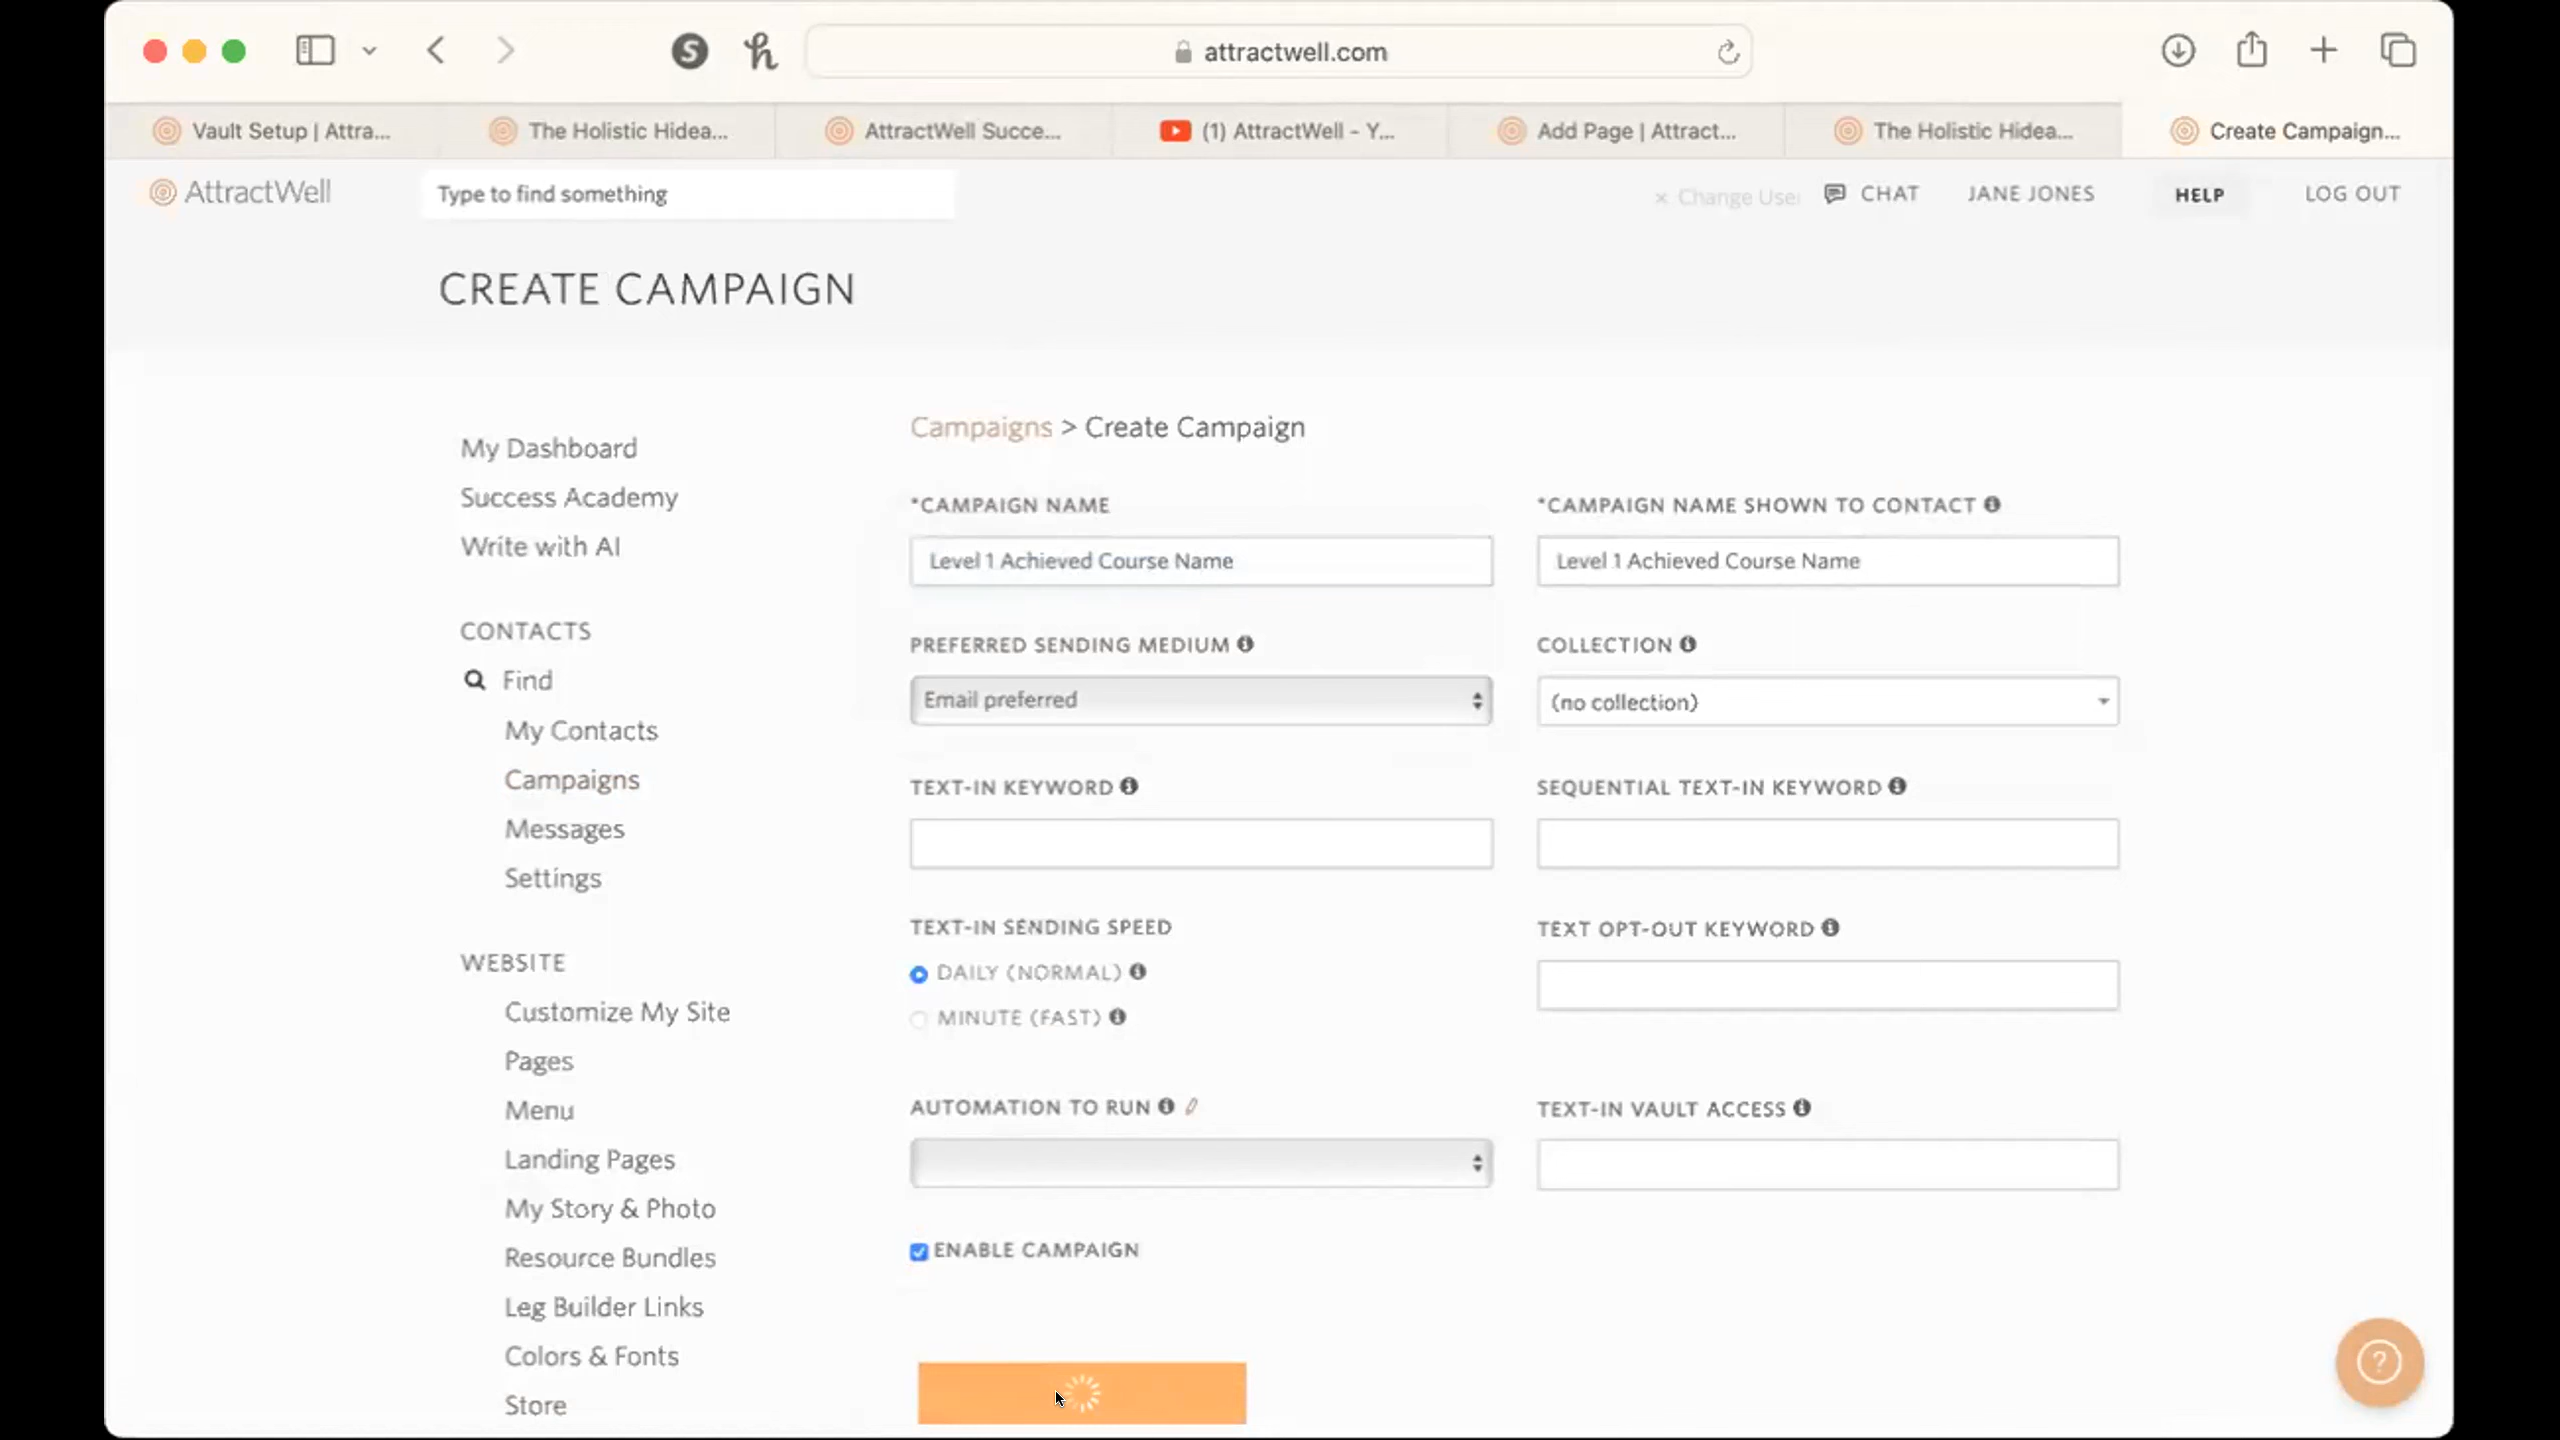 attractwell.com
Vault Setup | Attra...
The Holistic Hidea...
AttractWell Succe...
(1) AttractWell - Y...
Add Page | Attract...
The Holistic Hidea...
Create Campaign...
AttractWell
Type to find something
× Change User
CHAT
JANE JONES
HELP
LOG OUT
CREATE CAMPAIGN
My Dashboard
Success Academy
Write with AI
CONTACTS
Find
My Contacts
Campaigns
Messages
Settings
WEBSITE
Customize My Site
Pages
Menu
Landing Pages
My Story & Photo
Resource Bundles
Leg Builder Links
Colors & Fonts
Store
Campaigns > Create Campaign
*CAMPAIGN NAME
Level 1 Achieved Course Name
*CAMPAIGN NAME SHOWN TO CONTACT
Level 1 Achieved Course Name
PREFERRED SENDING MEDIUM
Email preferred
COLLECTION
(no collection)
TEXT-IN KEYWORD
SEQUENTIAL TEXT-IN KEYWORD
TEXT-IN SENDING SPEED
DAILY (NORMAL)
MINUTE (FAST)
TEXT OPT-OUT KEYWORD
AUTOMATION TO RUN
TEXT-IN VAULT ACCESS
ENABLE CAMPAIGN